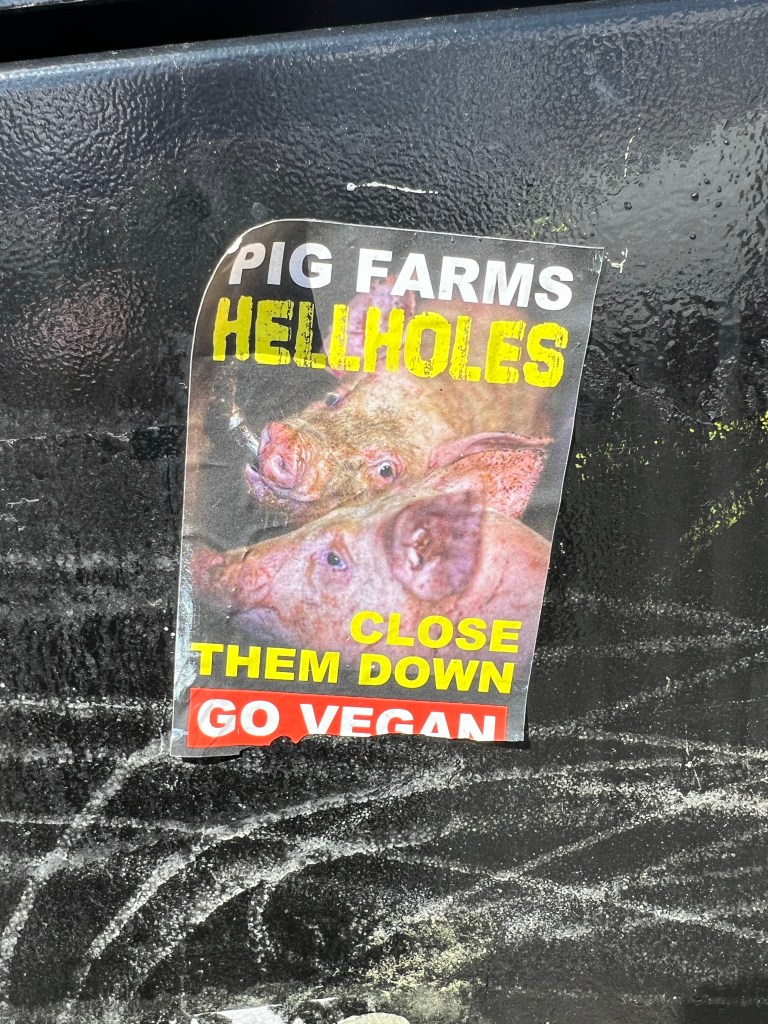 PIG FARMS
HELLHOLES
CLOSE
THEM DOWN
GO VEGAN